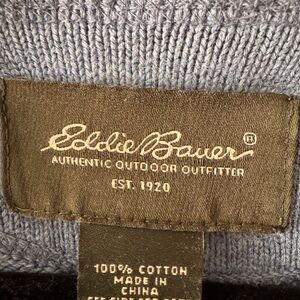 Eddie Bauer®
AUTHENTIC OUTDOOR OUTFITTER
EST. 1920
100% COTTON
MADE IN
CHINA